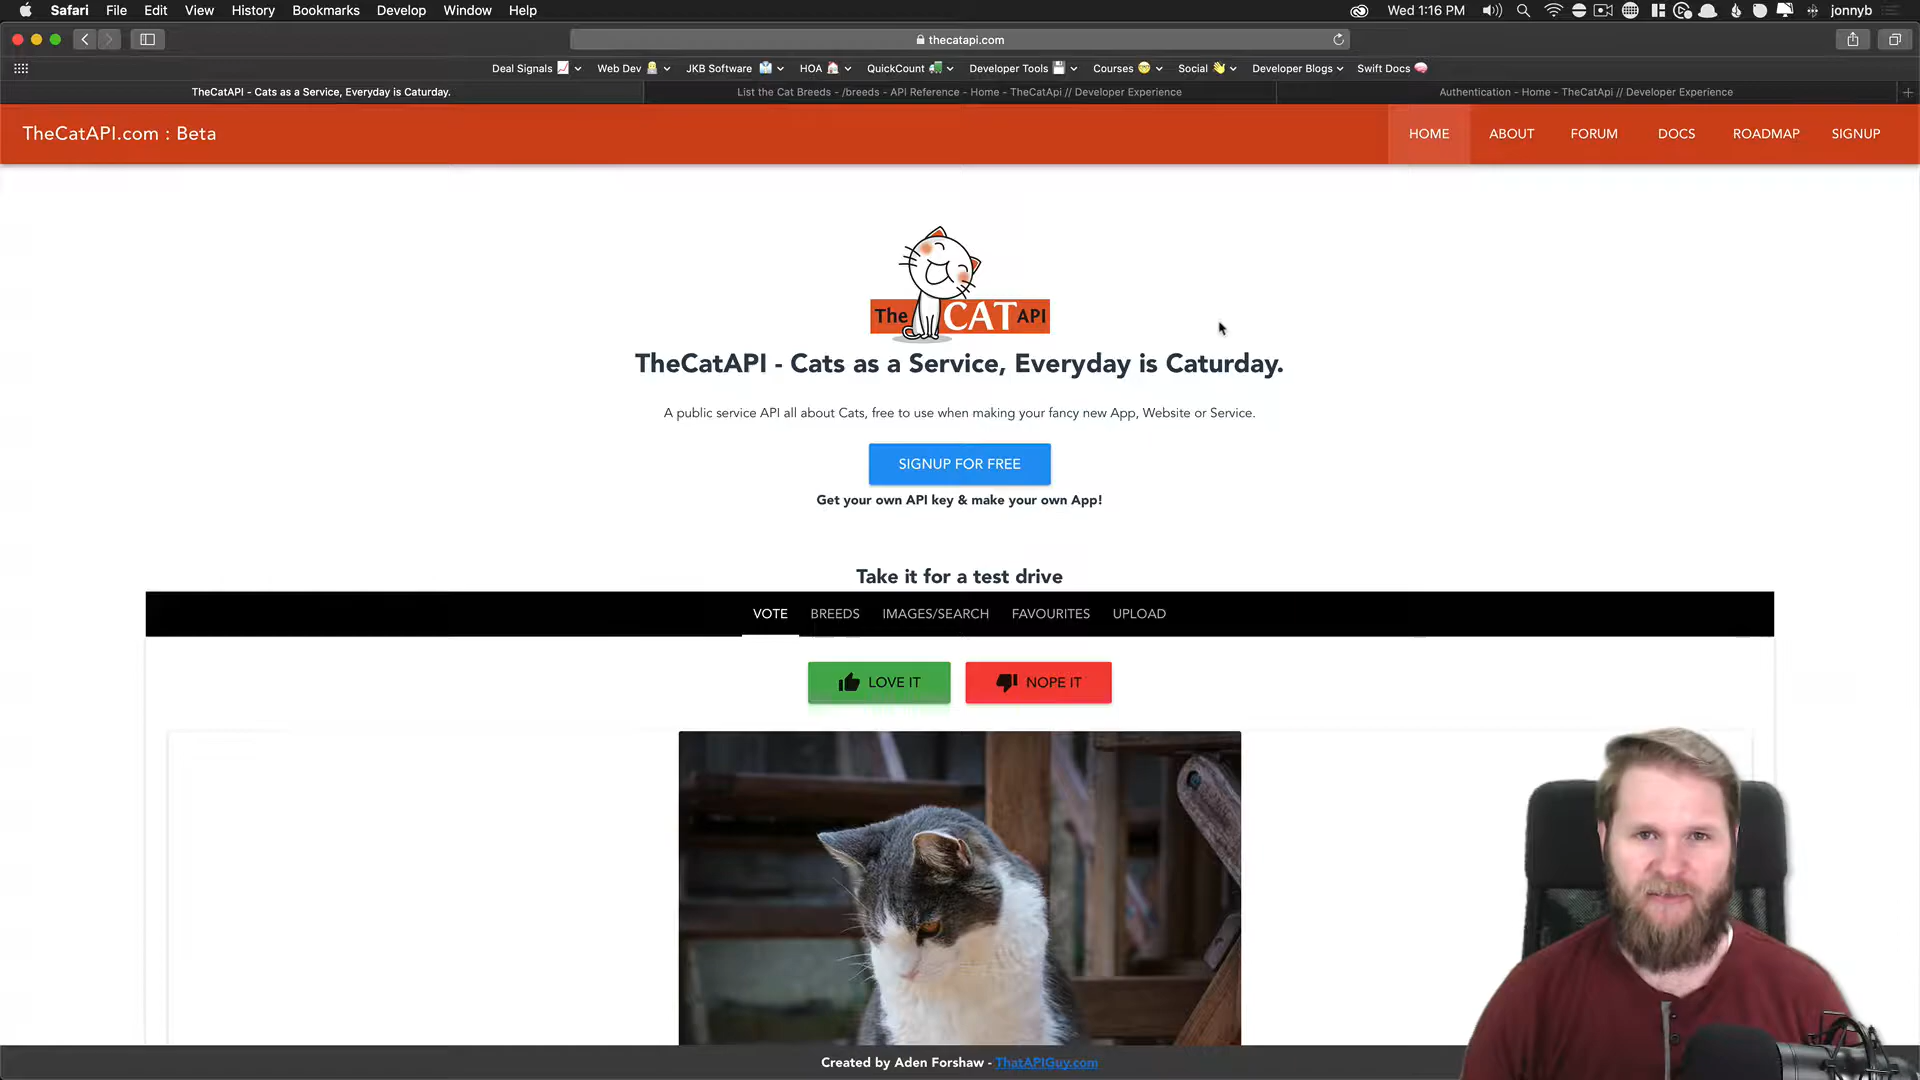 Safari File Edit View History Bookmarks Develop Window Help Wed 1:16 PM jonnyb
thecatapi.com
Deal Signals Web Dev JKB Software HOA QuickCount Developer Tools Courses Social Developer Blogs Swift Docs
TheCatAPI - Cats as a Service, Everyday is Caturday. List the Cat Breeds - /breeds - API Reference - Home - TheCatApi // Developer Experience Authentication - Home - TheCatApi // Developer Experience
TheCatAPI.com : Beta HOME ABOUT FORUM DOCS ROADMAP SIGNUP
The CAT API
TheCatAPI - Cats as a Service, Everyday is Caturday.
A public service API all about Cats, free to use when making your fancy new App, Website or Service.
SIGNUP FOR FREE
Get your own API key & make your own App!
Take it for a test drive
VOTE BREEDS IMAGES/SEARCH FAVOURITES UPLOAD
LOVE IT NOPE IT
Created by Aden Forshaw - ThatAPIGuy.com